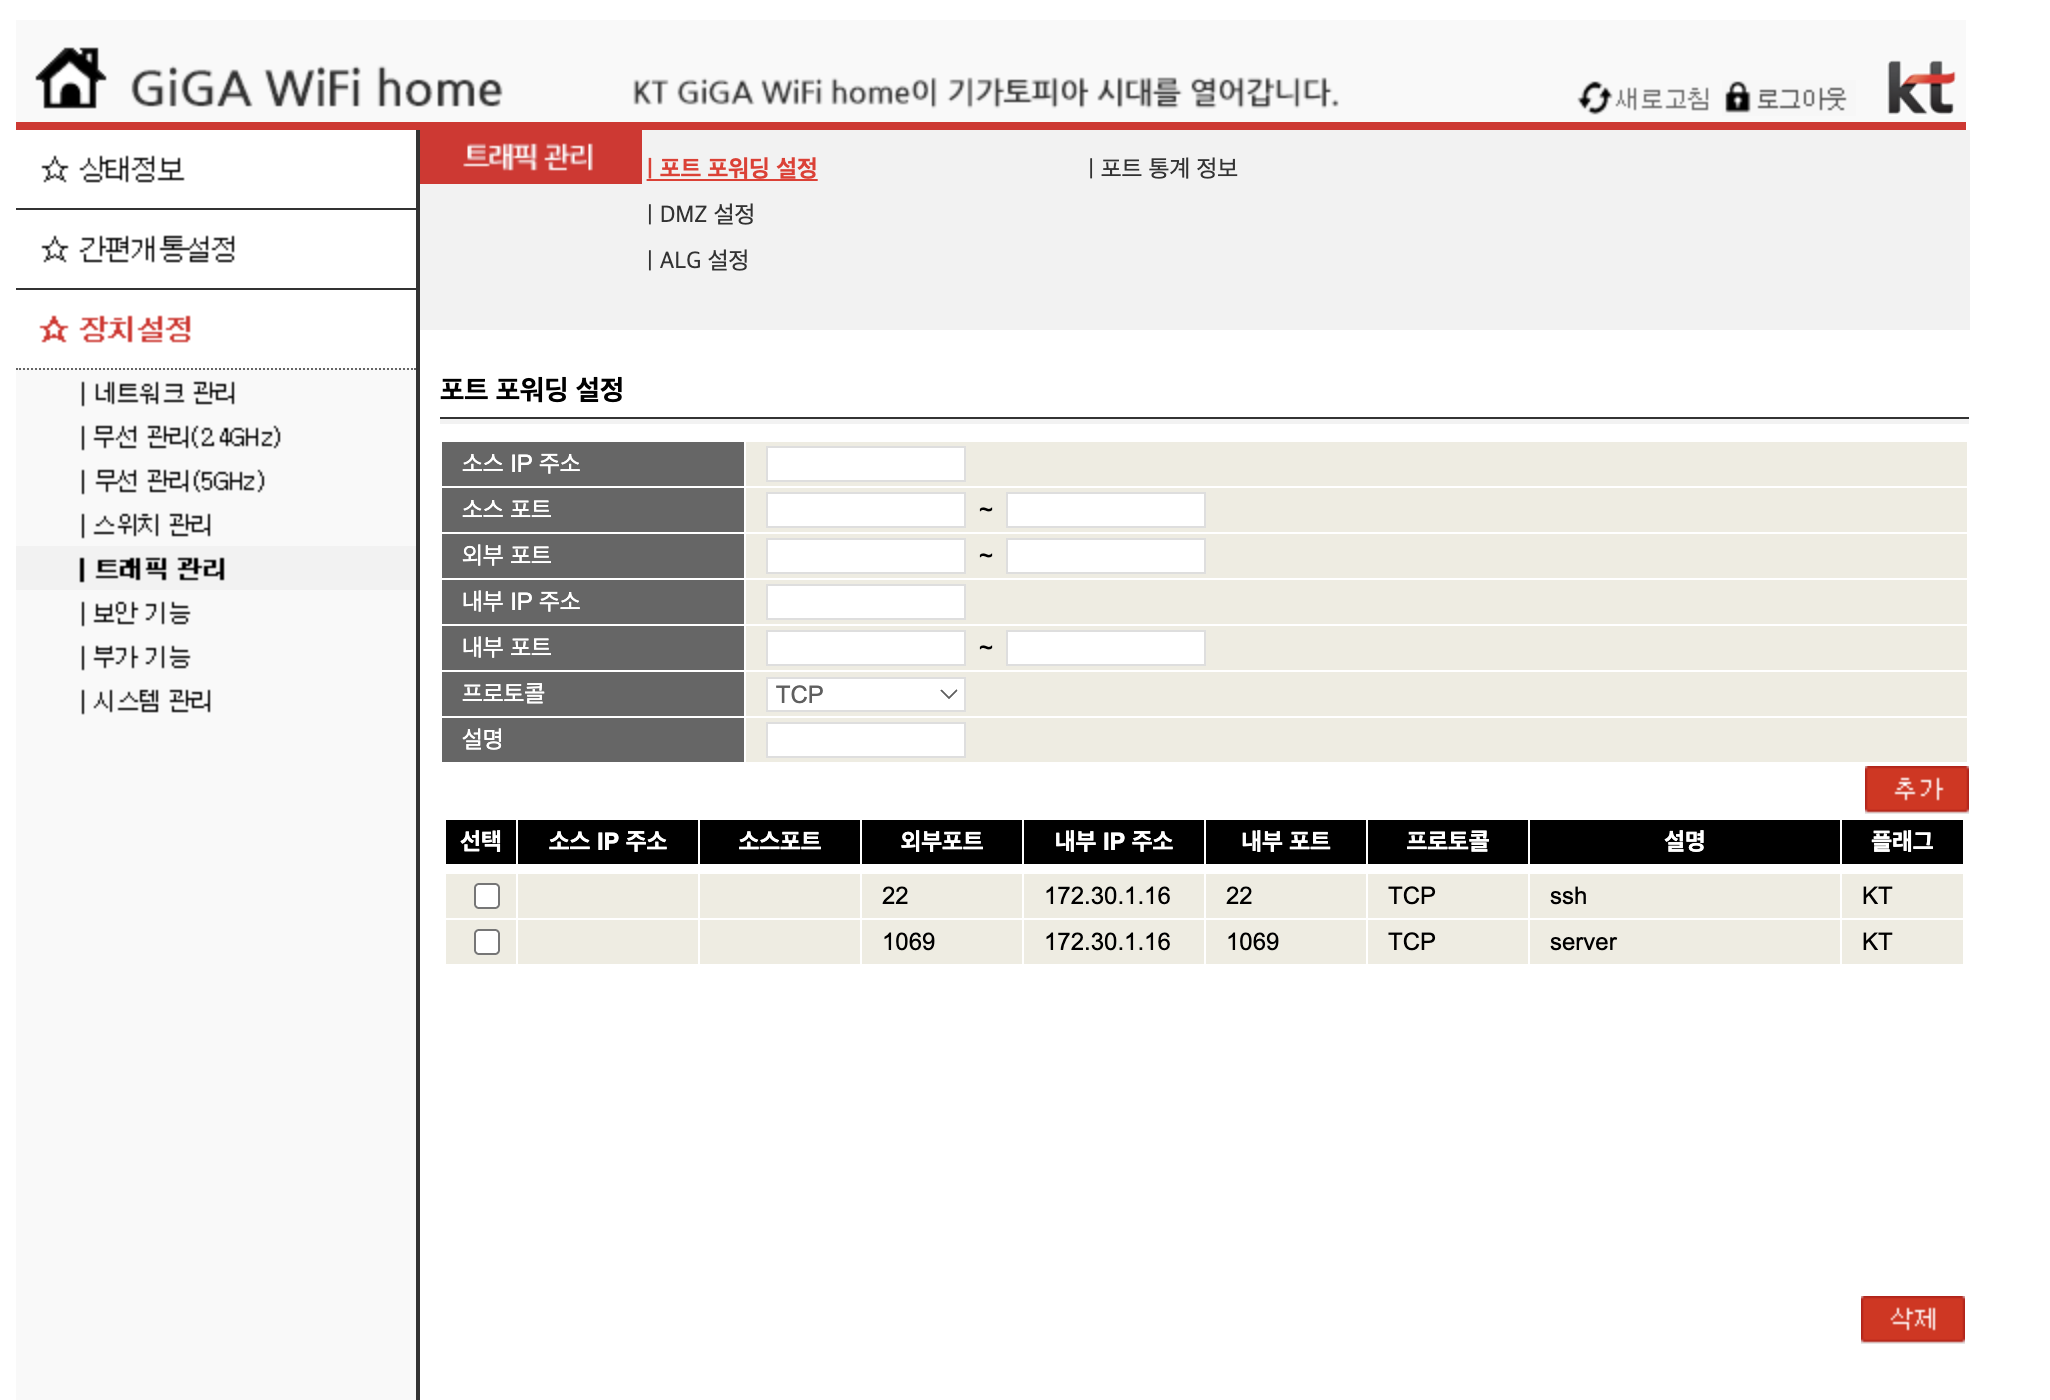 GiGA WiFi home
KT GiGA WiFi home이 기가토피아 시대를 열어갑니다.
새로고침 로그아웃
kt
☆ 상태정보
☆ 간편개통설정
☆ 장치설정
| 네트워크 관리
| 무선 관리(2.4GHz)
| 무선 관리(5GHz)
| 스위치 관리
| 트래픽 관리
| 보안 기능
| 부가 기능
| 시스템 관리
트래픽 관리
| 포트 포워딩 설정 | 포트 통계 정보
| DMZ 설정
| ALG 설정
포트 포워딩 설정
소스 IP 주소
소스 포트 ~
외부 포트 ~
내부 IP 주소
내부 포트 ~
프로토콜 TCP
설명
추가
선택 소스 IP 주소 소스포트 외부포트 내부 IP 주소 내부 포트 프로토콜 설명 플래그
22 172.30.1.16 22 TCP ssh KT
1069 172.30.1.16 1069 TCP server KT
삭제